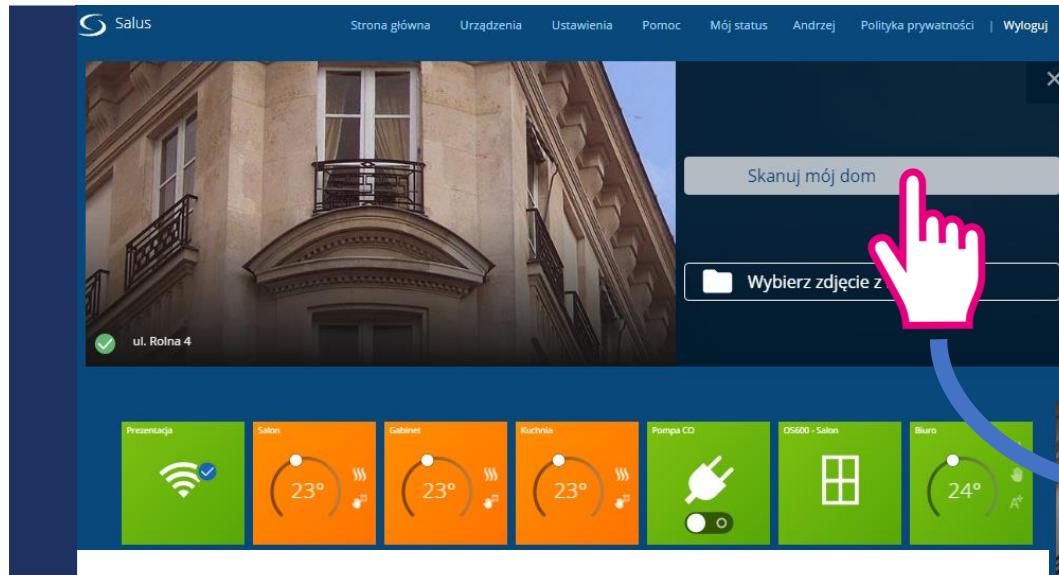 Salus
Strona główna Urządzenia Ustawienia Pomoc Mój status Andrzej Polityka prywatności | Wyloguj
Skanuj mój dom
Wybierz zdjęcie z
ul. Rolna 4
Prezentacja Salon Gabinet Kuchnia Pompa CO OS600 - Salon Biuro
23° 23° 23° 24°